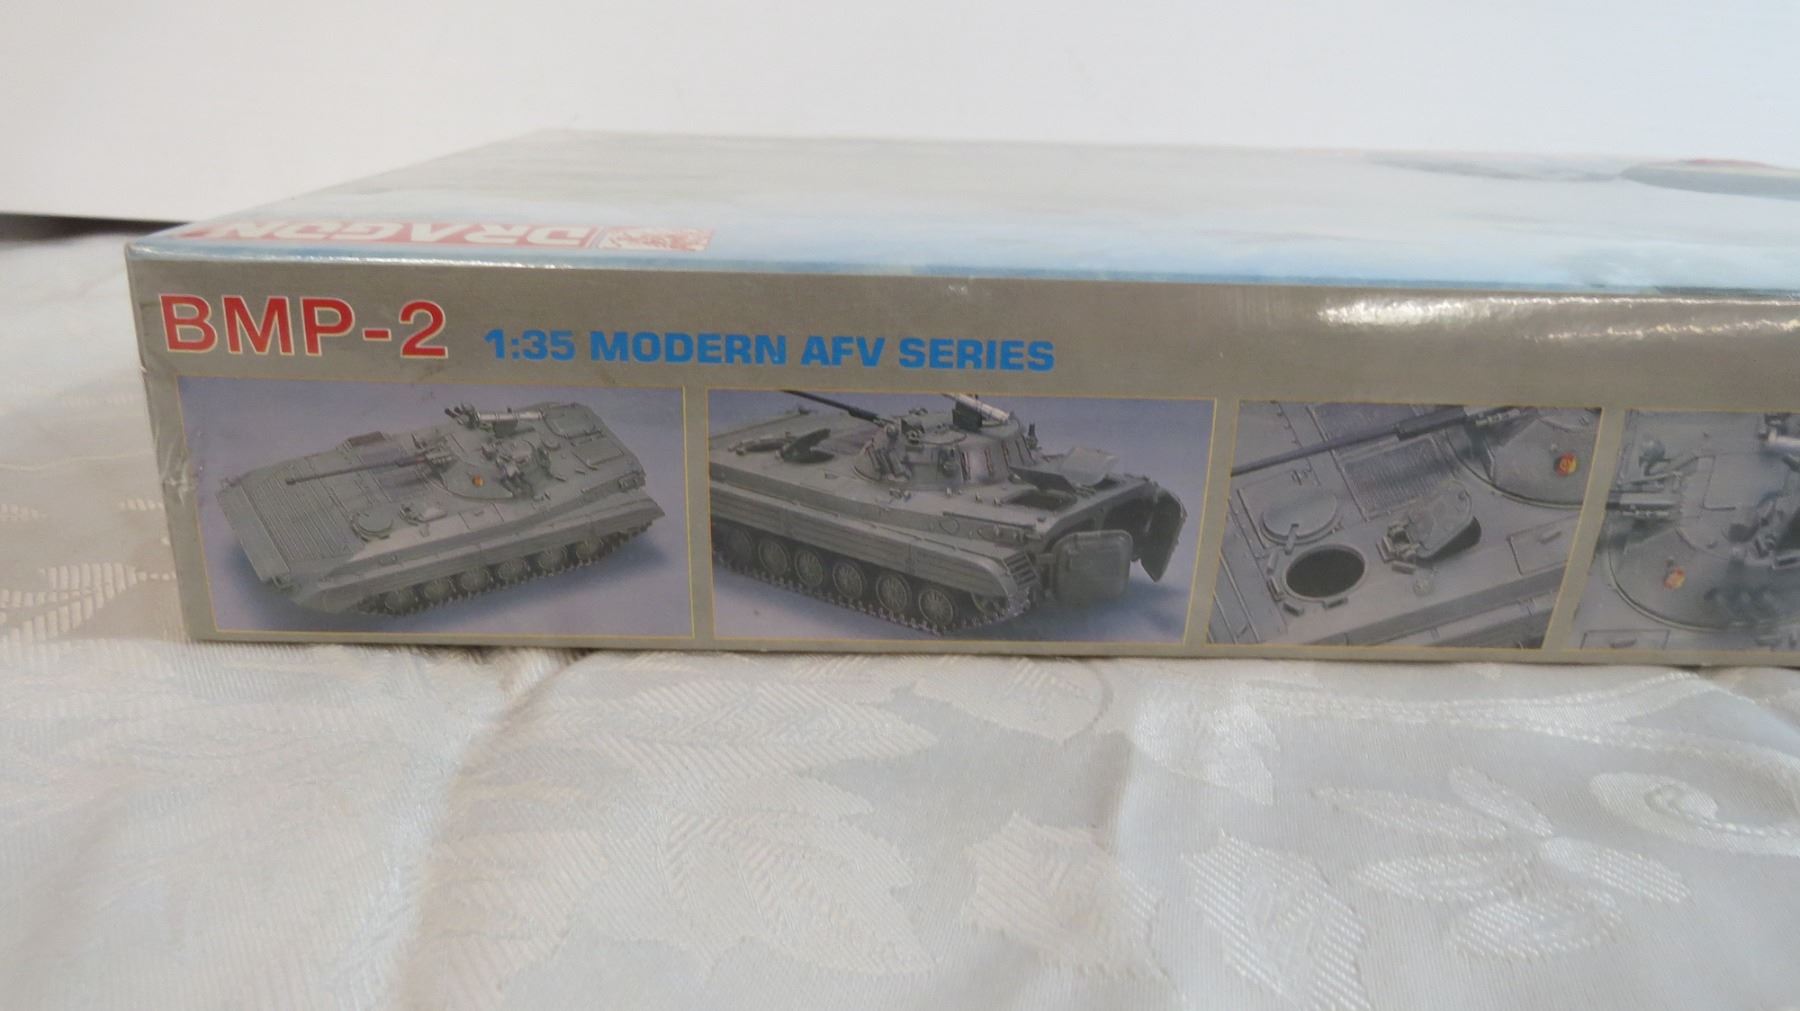 DRAGON
BMP-2
1:35 MODERN AFV SERIES